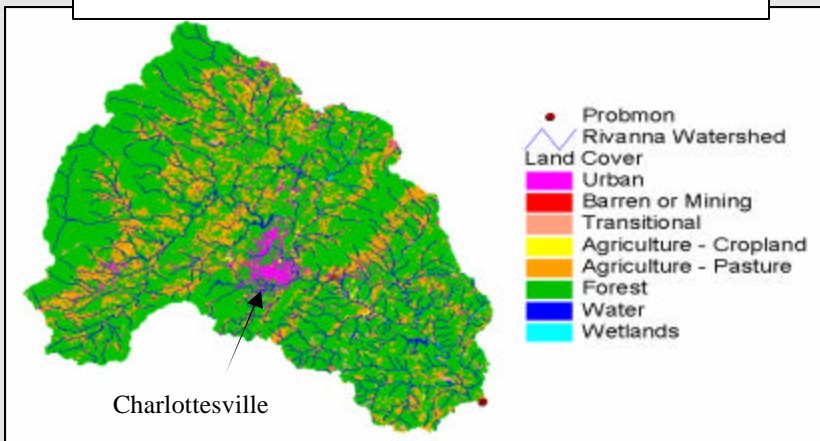 Probmon
Rivanna Watershed
Land Cover
Urban
Barren or Mining
Transitional
Agriculture - Cropland
Agriculture - Pasture
Forest
Water
Wetlands
Charlottesville